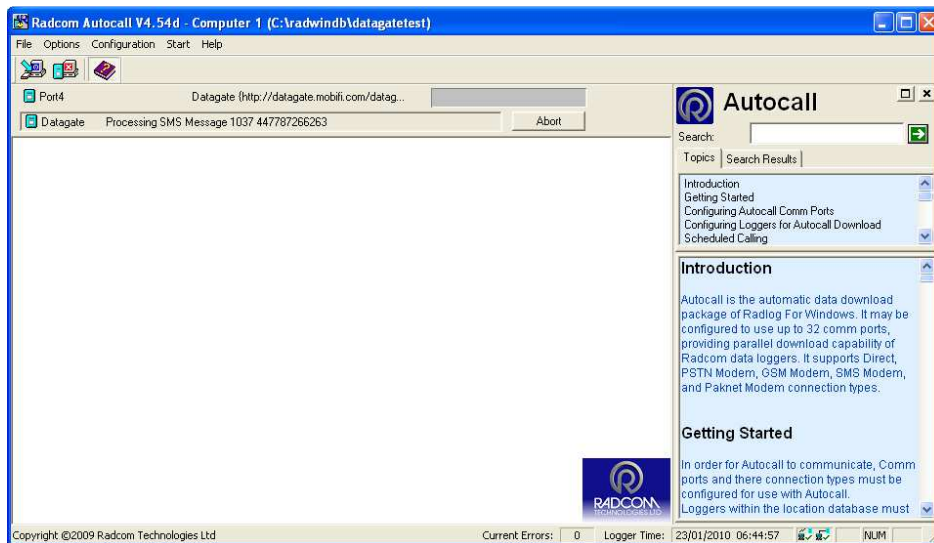 Radcom Autocall V4.54d - Computer 1 (C:\radwindb\datagatetest)
File Options Configuration Start Help
Port4 Datagate {http://datagate.mobifi.com/datag...
Datagate Processing SMS Message 1037 447787266263 Abort
Autocall
Search:
Topics Search Results
Introduction
Getting Started
Configuring Autocall Comm Ports
Configuring Loggers for Autocall Download
Scheduled Calling
Introduction
Autocall is the automatic data download
package of Radlog For Windows. It may be
configured to use up to 32 comm ports,
providing parallel download capability of
Radcom data loggers. It supports Direct,
PSTN Modem, GSM Modem, SMS Modem,
and Paknet Modem connection types.
Getting Started
In order for Autocall to communicate, Comm
ports and there connection types must be
configured for use with Autocall.
Loggers within the location database must
RADCOM
TECHNOLOGIES LTD
Copyright ©2009 Radcom Technologies Ltd Current Errors: 0 Logger Time: 23/01/2010 06:44:57 NUM